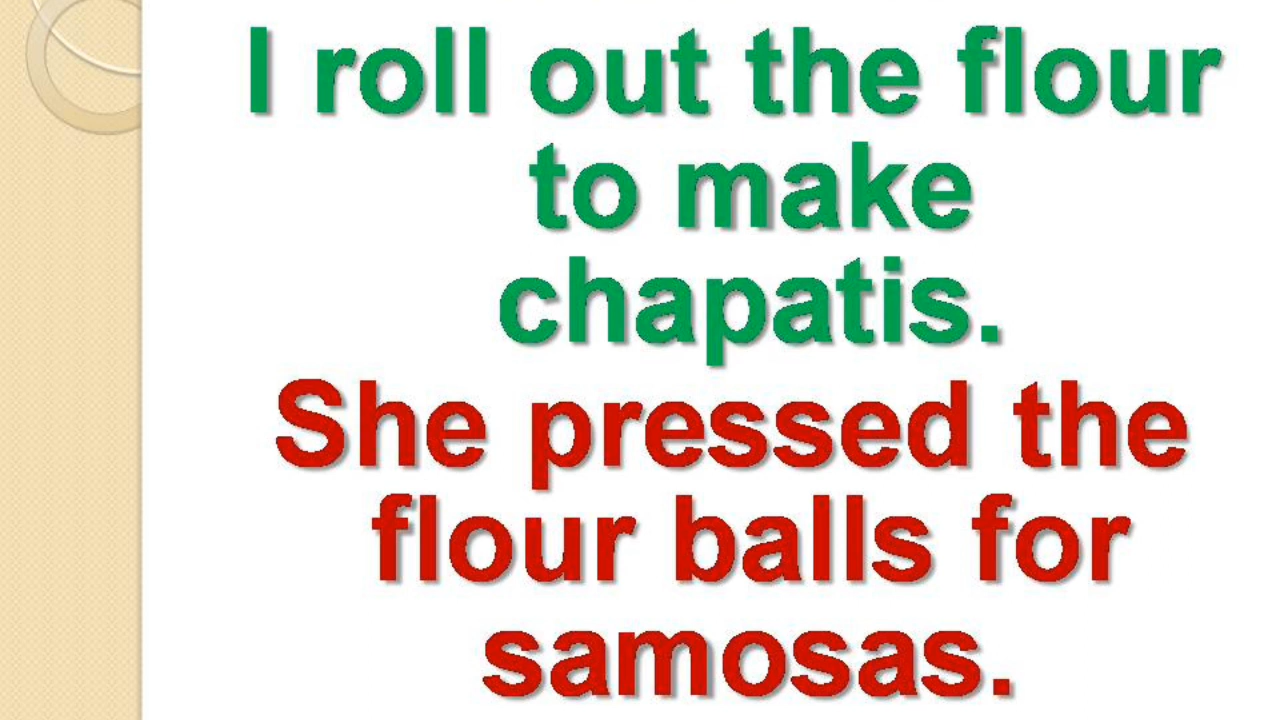 I roll out the flour
to make
chapatis.
She pressed the
flour balls for
samosas.